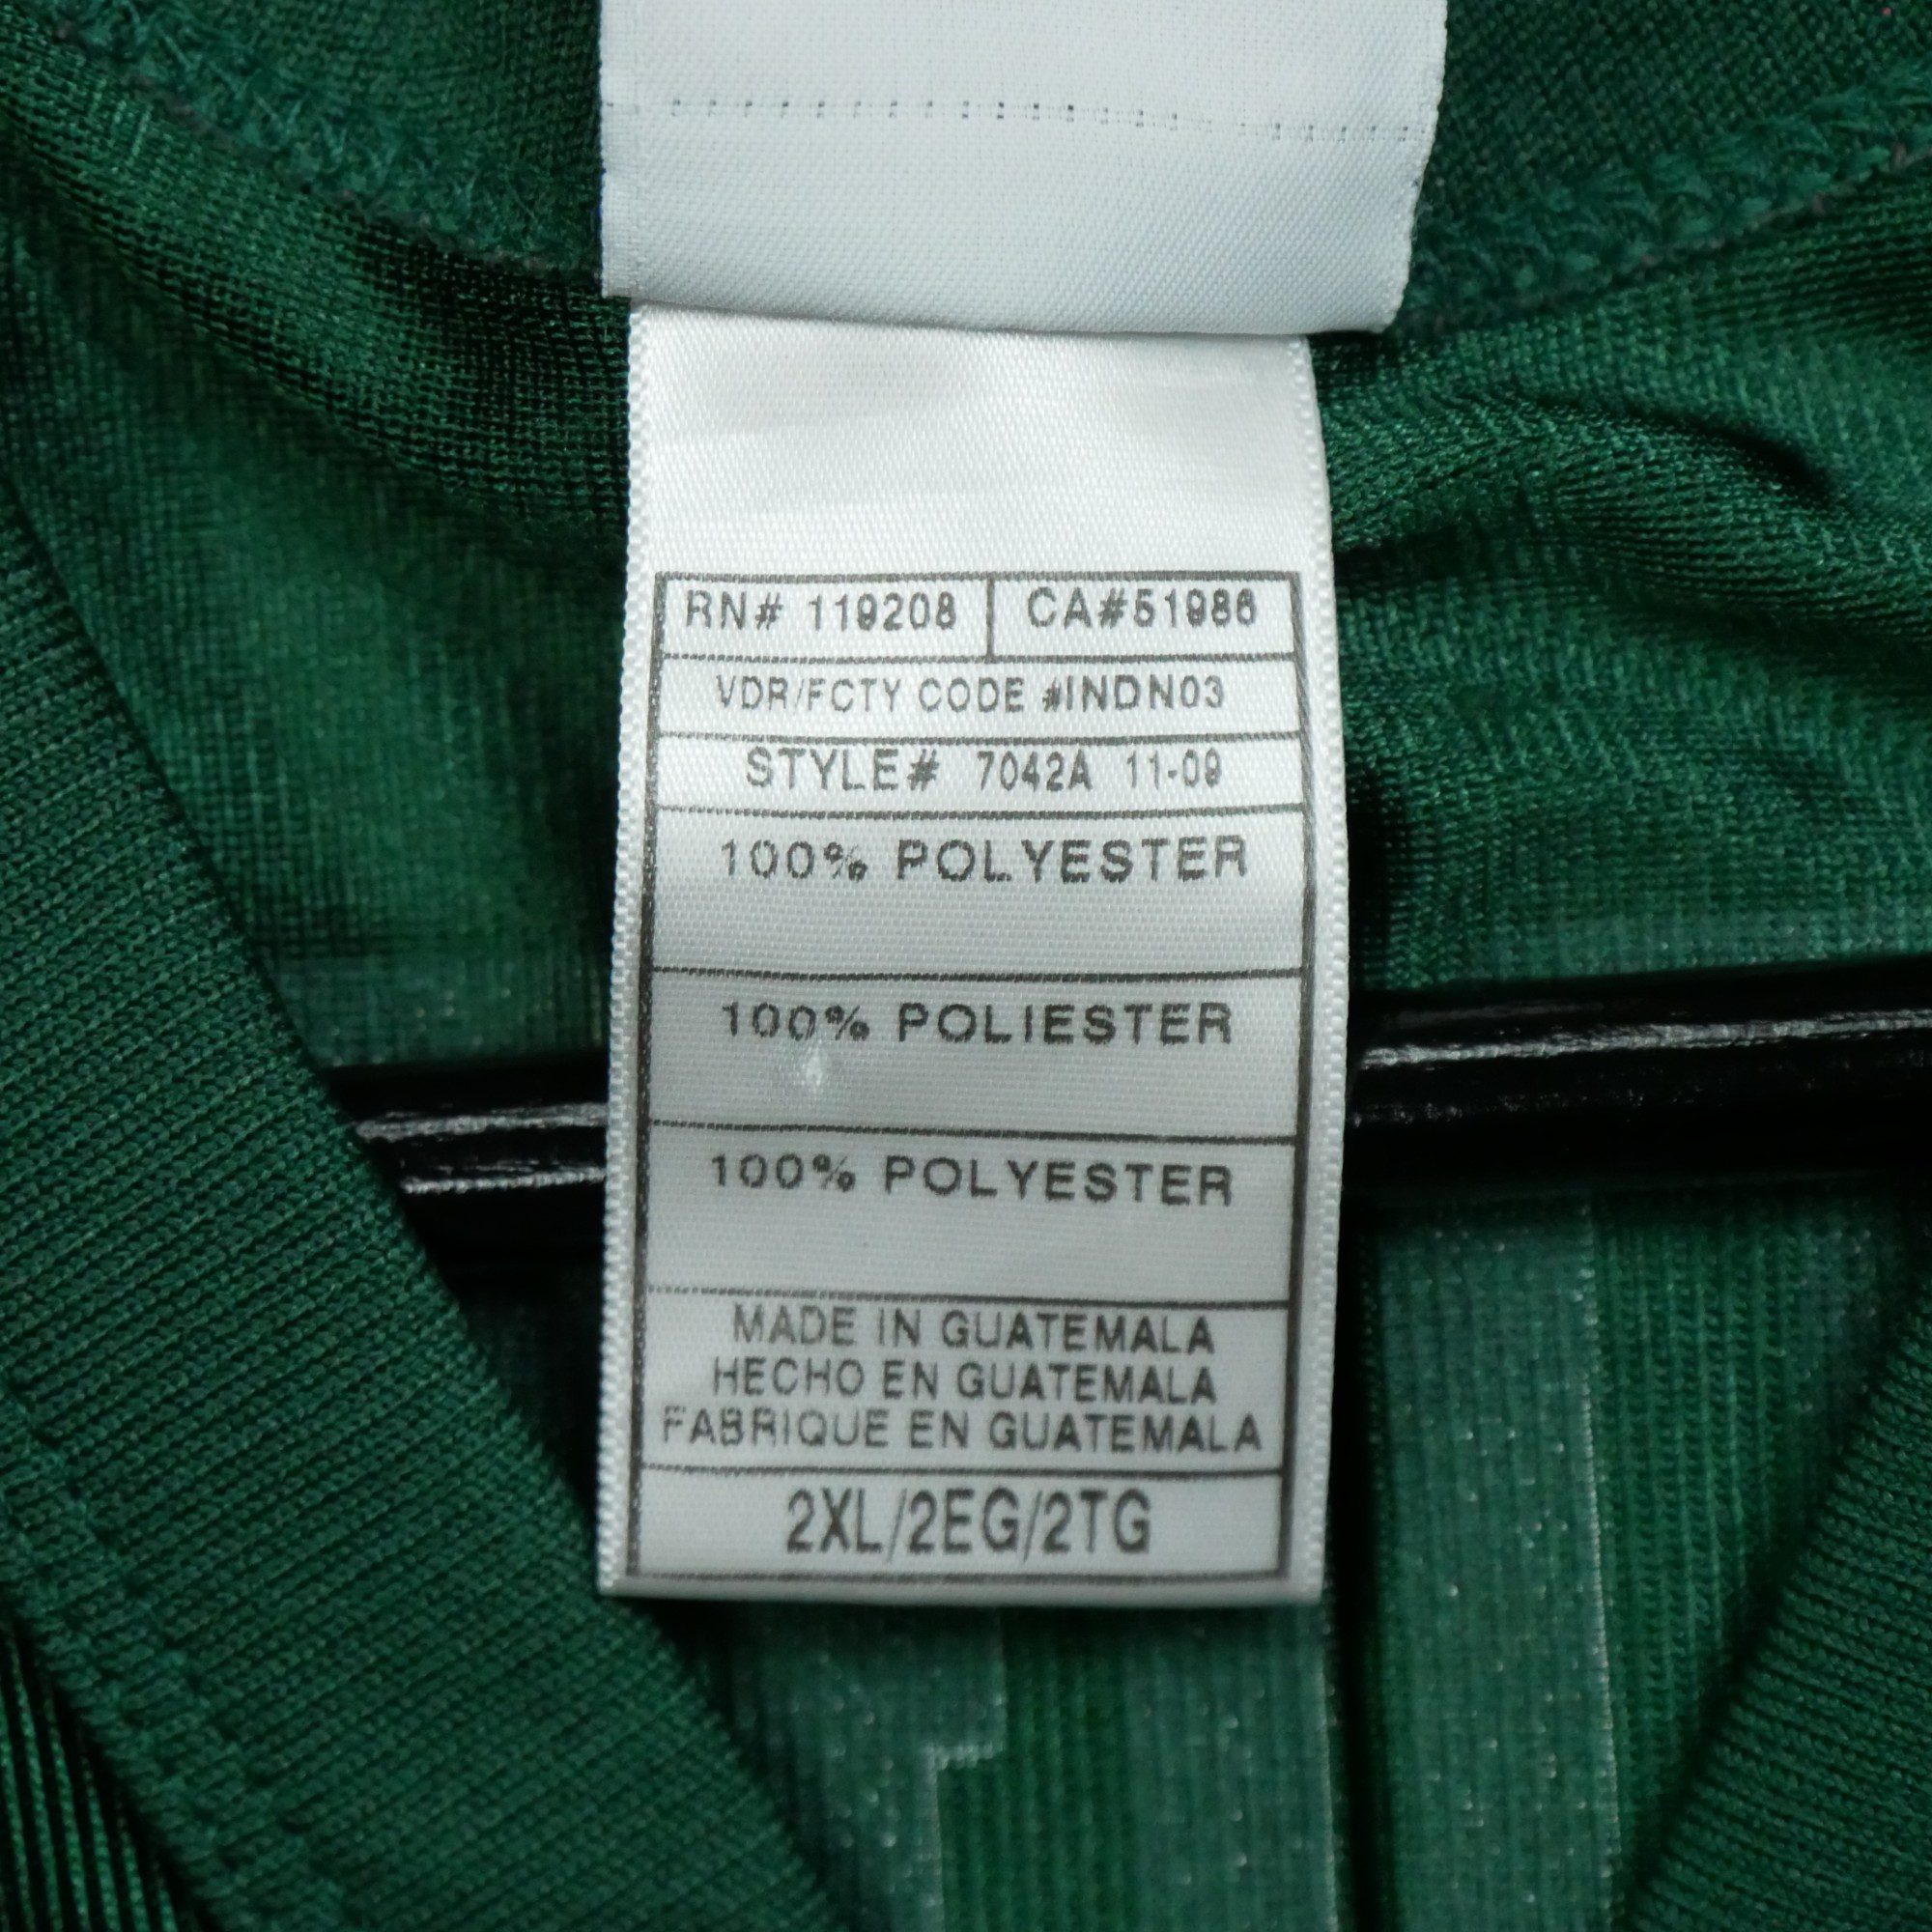 RN# 119208 CA#51986
VDR/FCTY CODE #INDN03
STYLE# 7042A 11-09
100% POLYESTER
100% POLIESTER
100% POLYESTER
MADE IN GUATEMALA
HECHO EN GUATEMALA
FABRIQUE EN GUATEMALA
2XL/2EG/2TG